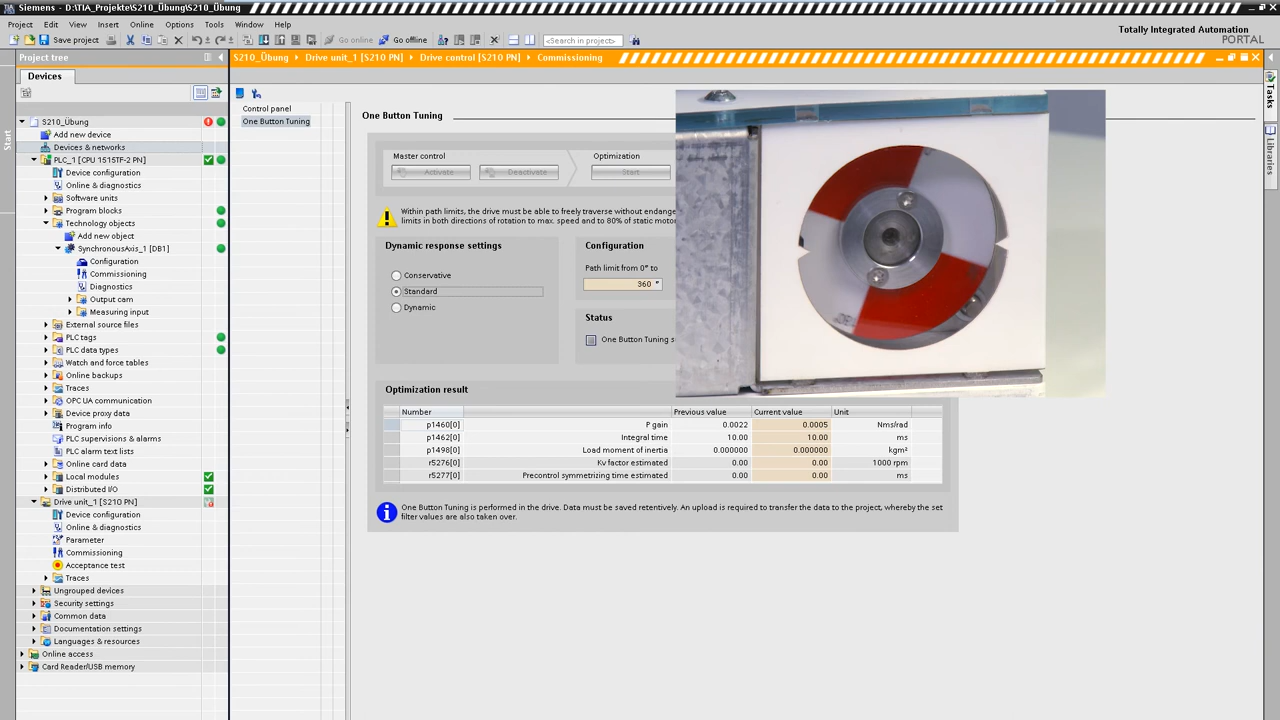 Siemens - D:\TIA_Projekte\S210_Übung\S210_Übung
Project Edit View Insert Online Options Tools Window Help
Totally Integrated Automation
PORTAL
Save project Go online Go offline <Search in project>
Project tree
S210_Übung Drive unit_1 [S210 PN] Drive control [S210 PN] Commissioning
Devices
Start
Tasks
Libraries
S210_Übung
Add new device
Devices & networks
PLC_1 [CPU 1515TF-2 PN]
Device configuration
Online & diagnostics
Software units
Program blocks
Technology objects
Add new object
SynchronousAxis_1 [DB1]
Configuration
Commissioning
Diagnostics
Output cam
Measuring input
External source files
PLC tags
PLC data types
Watch and force tables
Online backups
Traces
OPC UA communication
Device proxy data
Program info
PLC supervisions & alarms
PLC alarm text lists
Online card data
Local modules
Distributed I/O
Drive unit_1 [S210 PN]
Device configuration
Online & diagnostics
Parameter
Commissioning
Acceptance test
Traces
Ungrouped devices
Security settings
Common data
Documentation settings
Languages & resources
Online access
Card Reader/USB memory
Control panel
One Button Tuning
One Button Tuning
Master control Optimization
Activate Deactivate Start
Within path limits, the drive must be able to freely traverse without endange
limits in both directions of rotation to max. speed and to 80% of static motor
Dynamic response settings
Conservative
Standard
Dynamic
Configuration
Path limit from 0° to
360 °
Status
One Button Tuning s
Optimization result
Number Previous value Current value Unit
p1460[0] P gain 0.0022 0.0005 Nms/rad
p1462[0] Integral time 10.00 10.00 ms
p1498[0] Load moment of inertia 0.000000 0.000000 kgm²
r5276[0] Kv factor estimated 0.00 0.00 1000 rpm
r5277[0] Precontrol symmetrizing time estimated 0.00 0.00 ms
One Button Tuning is performed in the drive. Data must be saved retentively. An upload is required to transfer the data to the project, whereby the set
filter values are also taken over.